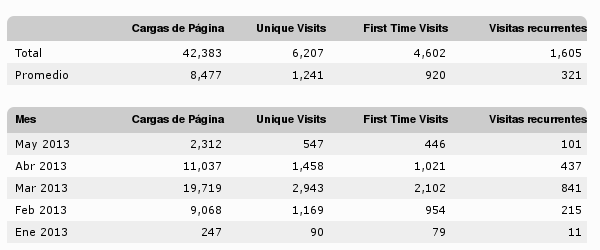 Cargas de Página Unique Visits First Time Visits Visitas recurrentes
Total 42,383 6,207 4,602 1,605
Promedio 8,477 1,241 920 321
Mes Cargas de Página Unique Visits First Time Visits Visitas recurrentes
May 2013 2,312 547 446 101
Abr 2013 11,037 1,458 1,021 437
Mar 2013 19,719 2,943 2,102 841
Feb 2013 9,068 1,169 954 215
Ene 2013 247 90 79 11